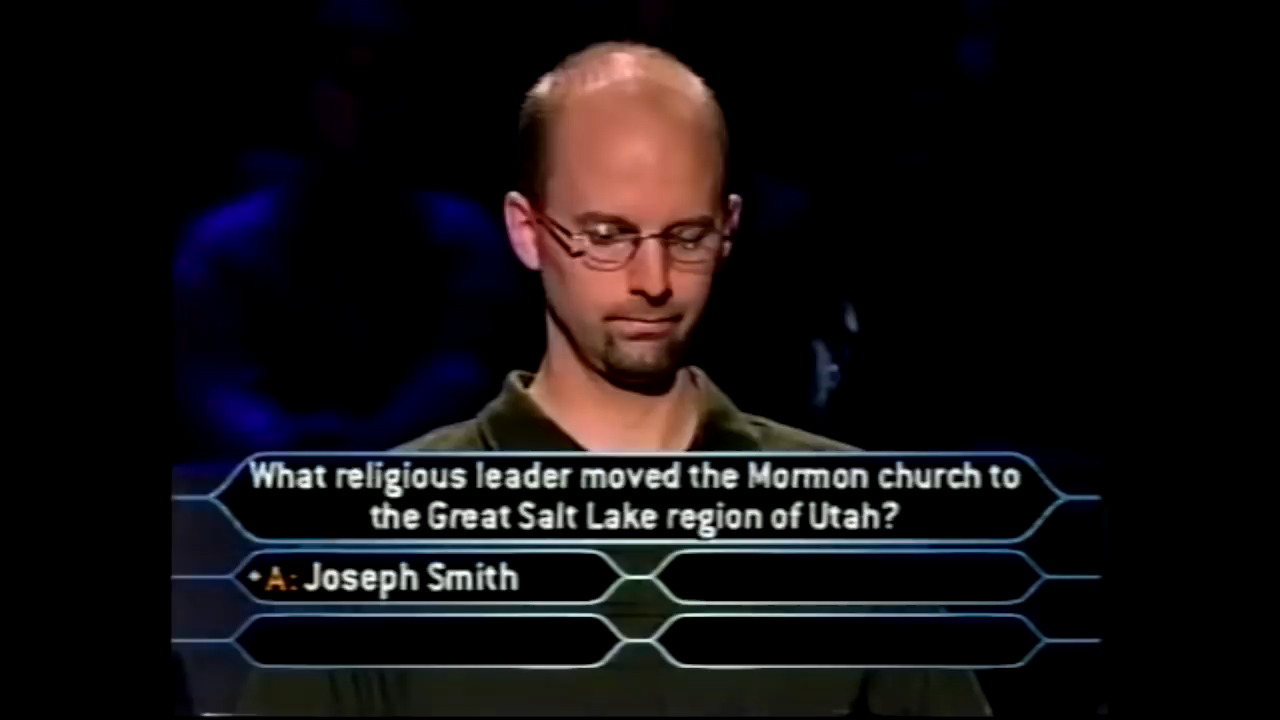 What religious leader moved the Mormon church to
the Great Salt Lake region of Utah?
A: Joseph Smith